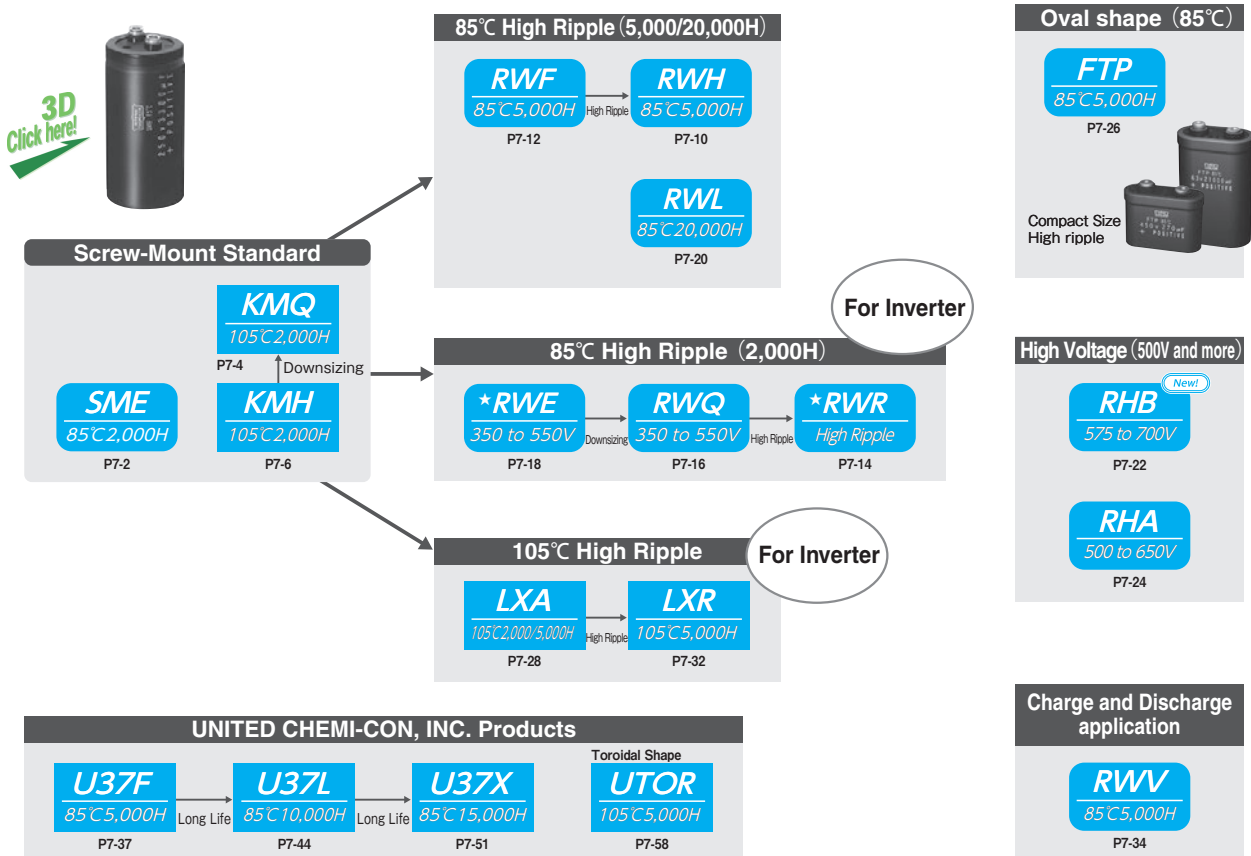 3D
Click here!
Screw-Mount Standard
KMQ
105℃2,000H
P7-4
Downsizing
SME
85℃2,000H
P7-2
KMH
105℃2,000H
P7-6
85℃ High Ripple (5,000/20,000H)
RWF
85℃5,000H
P7-12
High Ripple
RWH
85℃5,000H
P7-10
RWL
85℃20,000H
P7-20
For Inverter
85℃ High Ripple (2,000H)
★RWE
350 to 550V
P7-18
Downsizing
RWQ
350 to 550V
P7-16
High Ripple
★RWR
High Ripple
P7-14
For Inverter
105℃ High Ripple
LXA
105℃2,000/5,000H
P7-28
High Ripple
LXR
105℃5,000H
P7-32
UNITED CHEMI-CON, INC. Products
U37F
85℃5,000H
P7-37
Long Life
U37L
85℃10,000H
P7-44
Long Life
U37X
85℃15,000H
P7-51
Toroidal Shape
UTOR
105℃5,000H
P7-58
Oval shape (85℃)
FTP
85℃5,000H
P7-26
Compact Size
High ripple
High Voltage (500V and more)
New!
RHB
575 to 700V
P7-22
RHA
500 to 650V
P7-24
Charge and Discharge
application
RWV
85℃5,000H
P7-34